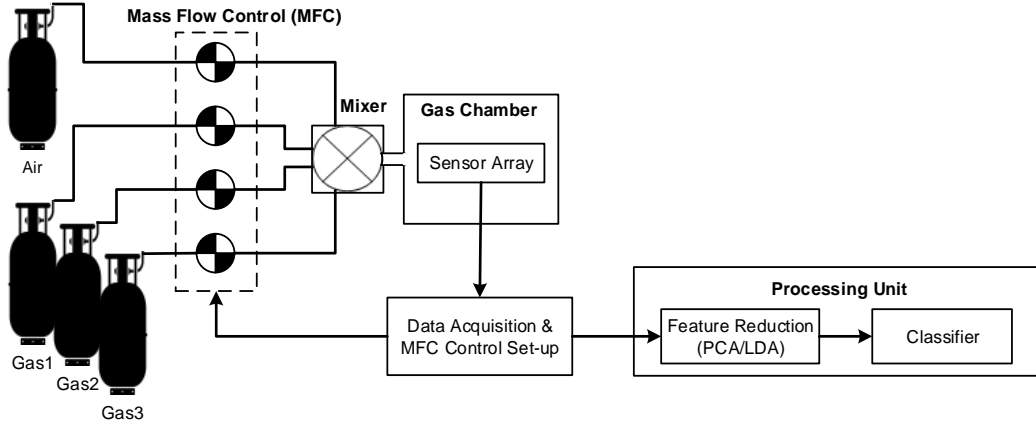 Mass Flow Control (MFC)
Air
Mixer
Gas Chamber
Sensor Array
Gas1
Gas2
Gas3
Data Acquisition &
MFC Control Set-up
Processing Unit
Feature Reduction
(PCA/LDA)
Classifier